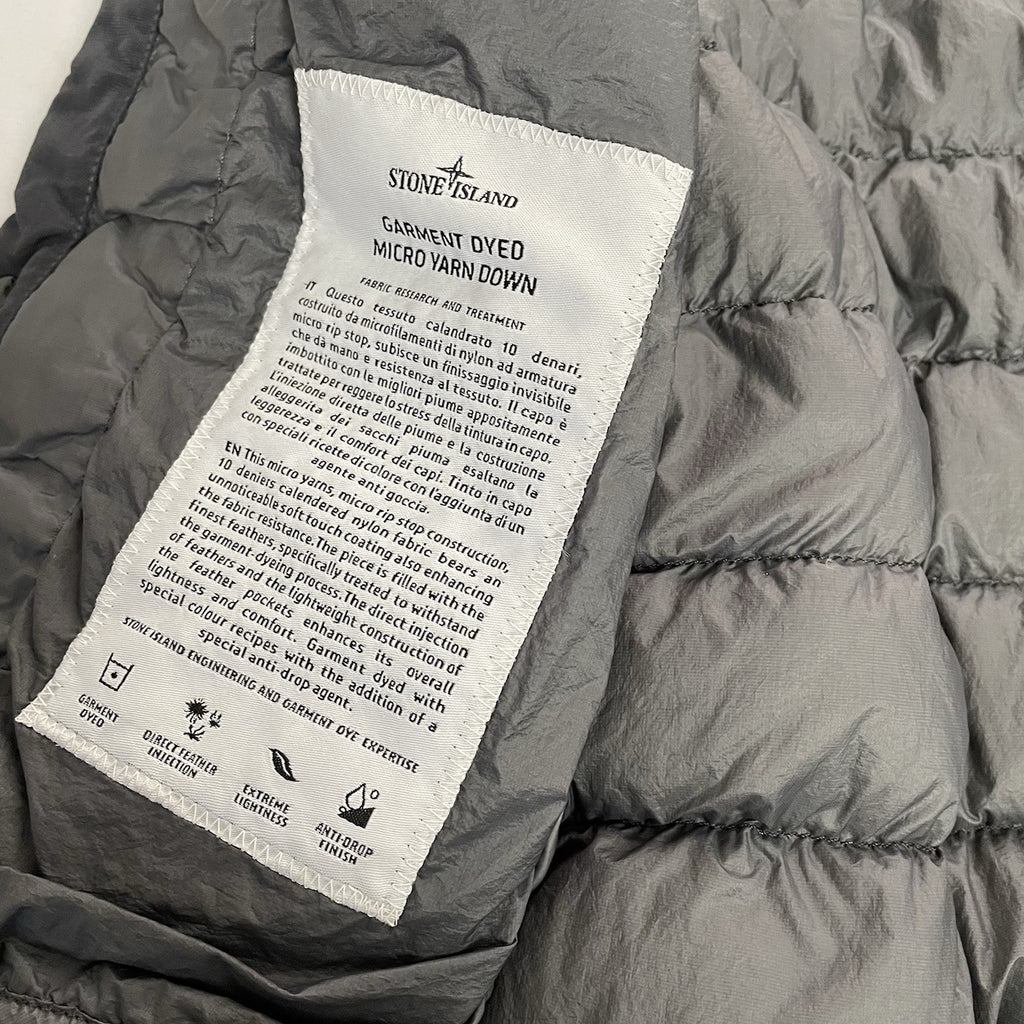 STONE ISLAND
GARMENT DYED
MICRO YARN DOWN
FABRIC RESEARCH AND TREATMENT
IT Questo tessuto calandrato 10 denari,
costruito da microfilamenti di nylon ad armatura
micro rip stop, subisce un finissaggio invisibile
che dà mano e resistenza al tessuto. Il capo è
imbottito con le migliori piume appositamente
trattate per reggere lo stress della tintura in capo.
L'iniezione diretta delle piume e la costruzione
alleggerita dei sacchi piuma esaltano la
leggerezza e il comfort dei capi. Tinto in capo
con speciali ricette di colore con l'aggiunta di un
agente anti goccia.
EN This micro yarns, micro rip stop construction,
10 deniers calendered nylon fabric bears an
unnoticeable soft touch coating also enhancing
the fabric resistance. The piece is filled with the
finest feathers, specifically treated to withstand
the garment-dyeing process. The direct injection
of feathers and the lightweight construction of
the feather pockets enhances its overall
lightness and comfort. Garment dyed with
special colour recipes with the addition of a
special anti-drop agent.
STONE ISLAND ENGINEERING AND GARMENT DYE EXPERTISE
GARMENT
DYED
DIRECT FEATHER
INJECTION
EXTREME
LIGHTNESS
ANTI-DROP
FINISH